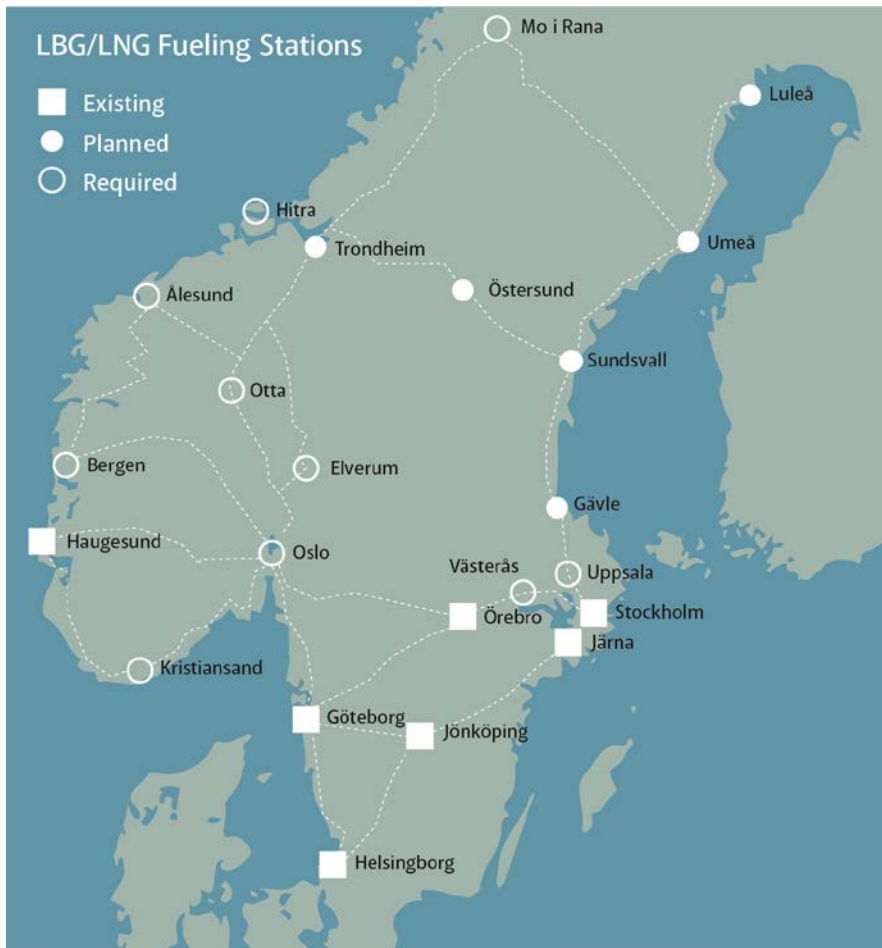 LBG/LNG Fueling Stations
Existing
Planned
Required
Mo i Rana
Luleå
Hitra
Trondheim
Umeå
Östersund
Ålesund
Sundsvall
Otta
Bergen
Elverum
Gävle
Haugesund
Oslo
Västerås
Uppsala
Örebro
Stockholm
Järna
Kristiansand
Göteborg
Jönköping
Helsingborg